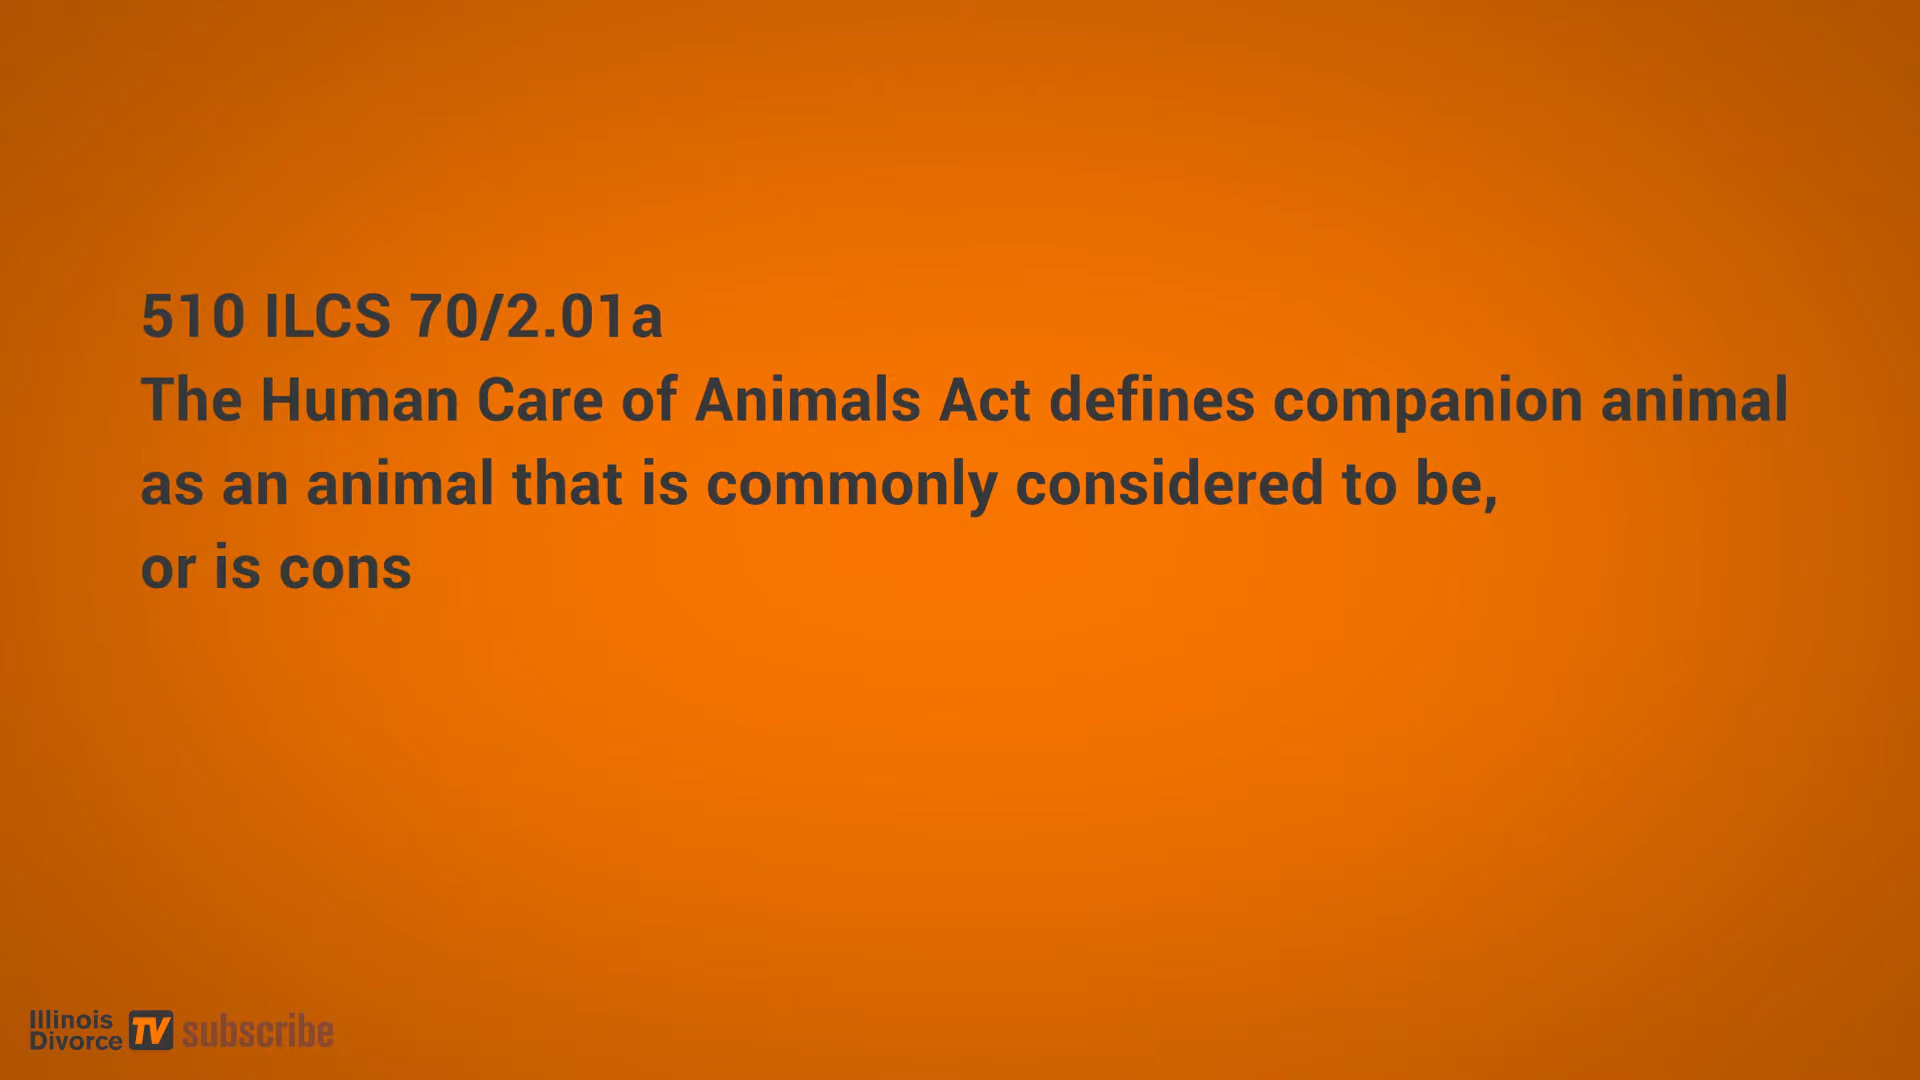 510 ILCS 70/2.01a
The Human Care of Animals Act defines companion animal
as an animal that is commonly considered to be,
or is cons
Illinois
Divorce TV subscribe